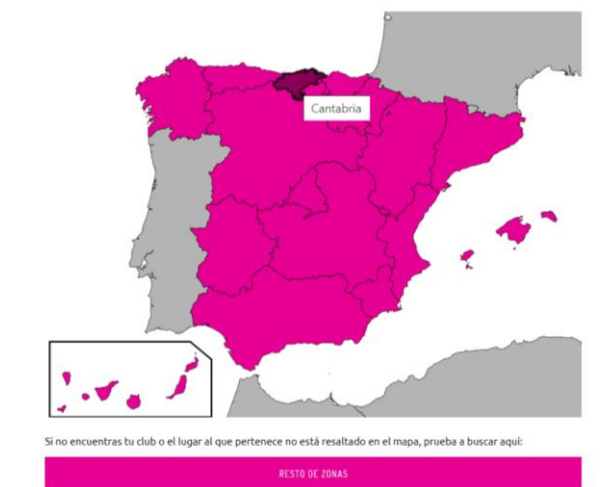 Cantabria
Si no encuentras tu club o el lugar al que pertenece no está resaltado en el mapa, prueba a buscar aquí:
RESTO DE ZONAS